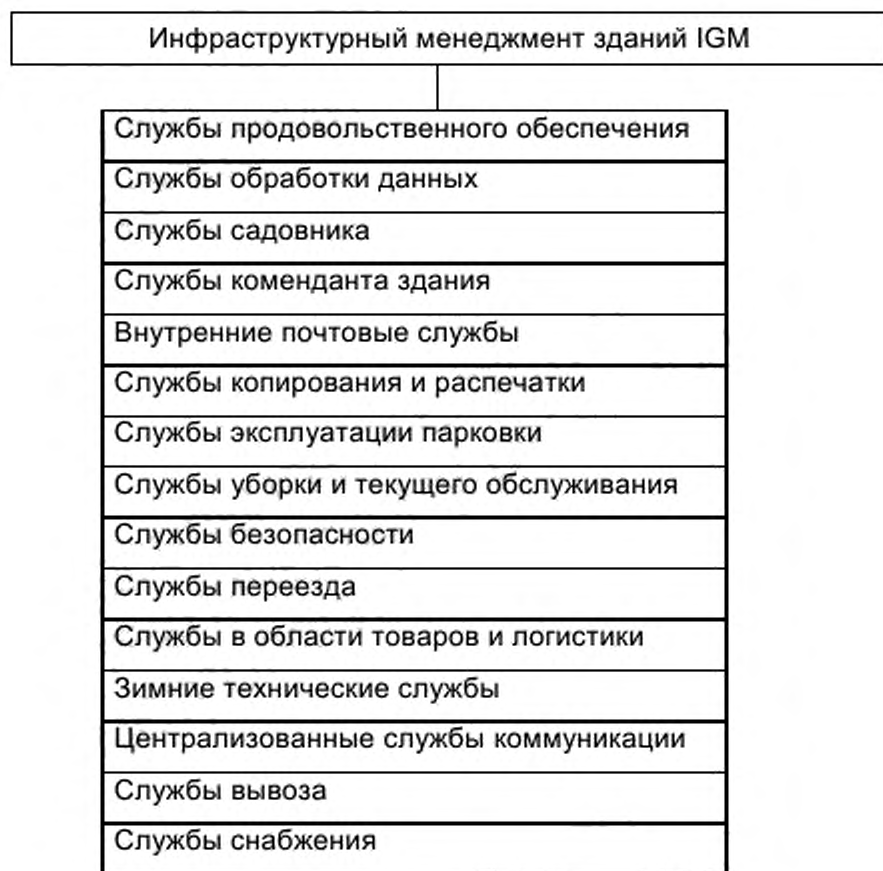 Инфраструктурный менеджмент зданий IGM
Службы продовольственного обеспечения
Службы обработки данных
Службы садовника
Службы коменданта здания
Внутренние почтовые службы
Службы копирования и распечатки
Службы эксплуатации парковки
Службы уборки и текущего обслуживания
Службы безопасности
Службы переезда
Службы в области товаров и логистики
Зимние технические службы
Централизованные службы коммуникации
Службы вывоза
Службы снабжения